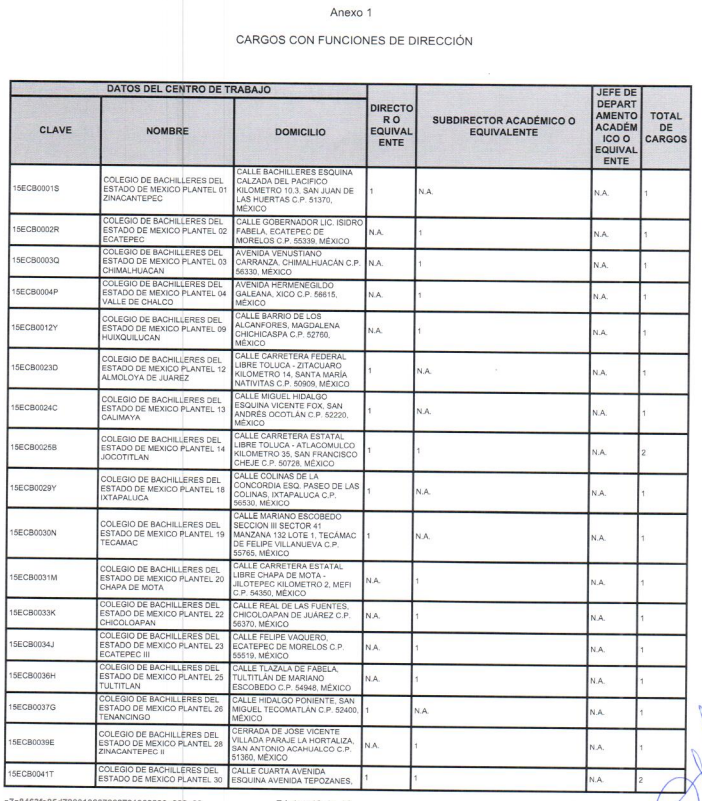 Anexo 1
CARGOS CON FUNCIONES DE DIRECCIÓN
DATOS DEL CENTRO DE TRABAJO
DIRECTO
R O
EQUIVAL
ENTE
SUBDIRECTOR ACADÉMICO O
EQUIVALENTE
JEFE DE
DEPART
AMENTO
ACADÉM
ICO O
EQUIVAL
ENTE
TOTAL
DE
CARGOS
CLAVE
NOMBRE
DOMICILIO
15ECB0001S
COLEGIO DE BACHILLERES DEL
ESTADO DE MEXICO PLANTEL 01
ZINACANTEPEC
CALLE BACHILLERES ESQUINA
CALZADA DEL PACIFICO
KILOMETRO 10.3, SAN JUAN DE
LAS HUERTAS C.P. 51370,
MÉXICO
1
N.A.
N.A.
1
15ECB0002R
COLEGIO DE BACHILLERES DEL
ESTADO DE MEXICO PLANTEL 02
ECATEPEC
CALLE GOBERNADOR LIC. ISIDRO
FABELA, ECATEPEC DE
MORELOS C.P. 55339, MÉXICO
N.A.
1
N.A.
1
15ECB0003Q
COLEGIO DE BACHILLERES DEL
ESTADO DE MEXICO PLANTEL 03
CHIMALHUACAN
AVENIDA VENUSTIANO
CARRANZA, CHIMALHUACÁN C.P.
56330, MÉXICO
N.A.
1
N.A.
1
15ECB0004P
COLEGIO DE BACHILLERES DEL
ESTADO DE MEXICO PLANTEL 04
VALLE DE CHALCO
AVENIDA HERMENEGILDO
GALEANA, XICO C.P. 56615,
MÉXICO
N.A.
1
N.A.
1
15ECB0012Y
COLEGIO DE BACHILLERES DEL
ESTADO DE MEXICO PLANTEL 09
HUIXQUILUCAN
CALLE BARRIO DE LOS
ALCANFORES, MAGDALENA
CHICHICASPA C.P. 52760,
MÉXICO
N.A.
1
N.A.
1
15ECB0023D
COLEGIO DE BACHILLERES DEL
ESTADO DE MEXICO PLANTEL 12
ALMOLOYA DE JUAREZ
CALLE CARRETERA FEDERAL
LIBRE TOLUCA - ZITACUARO
KILOMETRO 14, SANTA MARÍA
NATIVITAS C.P. 50909, MÉXICO
1
N.A.
N.A.
1
15ECB0024C
COLEGIO DE BACHILLERES DEL
ESTADO DE MEXICO PLANTEL 13
CALIMAYA
CALLE MIGUEL HIDALGO
ESQUINA VICENTE FOX, SAN
ANDRÉS OCOTLÁN C.P. 52220,
MÉXICO
1
N.A.
N.A.
1
15ECB0025B
COLEGIO DE BACHILLERES DEL
ESTADO DE MEXICO PLANTEL 14
JOCOTITLAN
CALLE CARRETERA ESTATAL
LIBRE TOLUCA - ATLACOMULCO
KILOMETRO 35, SAN FRANCISCO
CHEJE C.P. 50728, MÉXICO
1
1
N.A.
2
15ECB0029Y
COLEGIO DE BACHILLERES DEL
ESTADO DE MEXICO PLANTEL 18
IXTAPALUCA
CALLE COLINAS DE LA
CONCORDIA ESQ. PASEO DE LAS
COLINAS, IXTAPALUCA C.P.
56530, MÉXICO
1
N.A.
N.A.
1
15ECB0030N
COLEGIO DE BACHILLERES DEL
ESTADO DE MEXICO PLANTEL 19
TECAMAC
CALLE MARIANO ESCOBEDO
SECCION III SECTOR 41
MANZANA 132 LOTE 1, TECÁMAC
DE FELIPE VILLANUEVA C.P.
55765, MÉXICO
1
N.A.
N.A.
1
15ECB0031M
COLEGIO DE BACHILLERES DEL
ESTADO DE MEXICO PLANTEL 20
CHAPA DE MOTA
CALLE CARRETERA ESTATAL
LIBRE CHAPA DE MOTA -
JILOTEPEC KILOMETRO 2, MEFI
C.P. 54350, MÉXICO
N.A.
1
N.A.
1
15ECB0033K
COLEGIO DE BACHILLERES DEL
ESTADO DE MEXICO PLANTEL 22
CHICOLOAPAN
CALLE REAL DE LAS FUENTES,
CHICOLOAPAN DE JUÁREZ C.P.
56370, MÉXICO
N.A.
1
N.A.
1
15ECB0034J
COLEGIO DE BACHILLERES DEL
ESTADO DE MEXICO PLANTEL 23
ECATEPEC III
CALLE FELIPE VAQUERO,
ECATEPEC DE MORELOS C.P.
55519, MÉXICO
N.A.
1
N.A.
1
15ECB0036H
COLEGIO DE BACHILLERES DEL
ESTADO DE MEXICO PLANTEL 25
TULTITLAN
CALLE TLAZALA DE FABELA,
TULTITLÁN DE MARIANO
ESCOBEDO C.P. 54948, MÉXICO
N.A.
1
N.A.
1
15ECB0037G
COLEGIO DE BACHILLERES DEL
ESTADO DE MEXICO PLANTEL 26
TENANCINGO
CALLE HIDALGO PONIENTE, SAN
MIGUEL TECOMATLÁN C.P. 52400,
MÉXICO
1
N.A.
N.A.
1
15ECB0039E
COLEGIO DE BACHILLERES DEL
ESTADO DE MEXICO PLANTEL 28
ZINACANTEPEC II
CERRADA DE JOSE VICENTE
VILLADA PARAJE LA HORTALIZA,
SAN ANTONIO ACAHUALCO C.P.
51360, MÉXICO
N.A.
1
N.A.
1
15ECB0041T
COLEGIO DE BACHILLERES DEL
ESTADO DE MEXICO PLANTEL 30
CALLE CUARTA AVENIDA
ESQUINA AVENIDA TEPOZANES,
1
1
N.A.
2